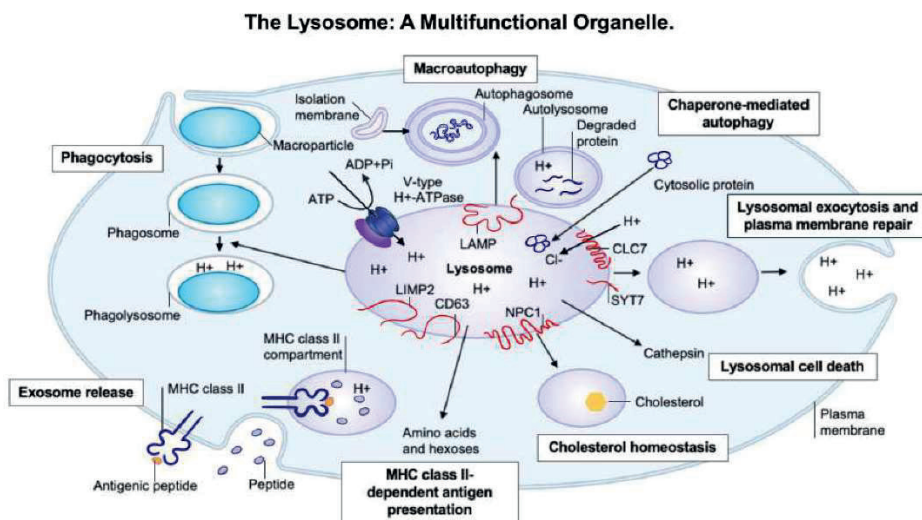 The Lysosome: A Multifunctional Organelle.
Macroautophagy
Isolation
membrane
Autophagosome
Autolysosome
Degraded
protein
H+
Chaperone-mediated
autophagy
Cytosolic protein
Phagocytosis
Macroparticle
ADP+Pi
ATP
V-type
H+-ATPase
Phagosome
H+ H+
Phagolysosome
LAMP
Lysosome
H+
H+
H+
H+
Cl-
H+
CLC7
SYT7
LIMP2
CD63
NPC1
Lysosomal exocytosis and
plasma membrane repair
H+
H+
H+
H+
H+
Cathepsin
Lysosomal cell death
Cholesterol
Cholesterol homeostasis
Plasma
membrane
MHC class II
compartment
H+
Exosome release
MHC class II
Antigenic peptide
Peptide
Amino acids
and hexoses
MHC class II-
dependent antigen
presentation